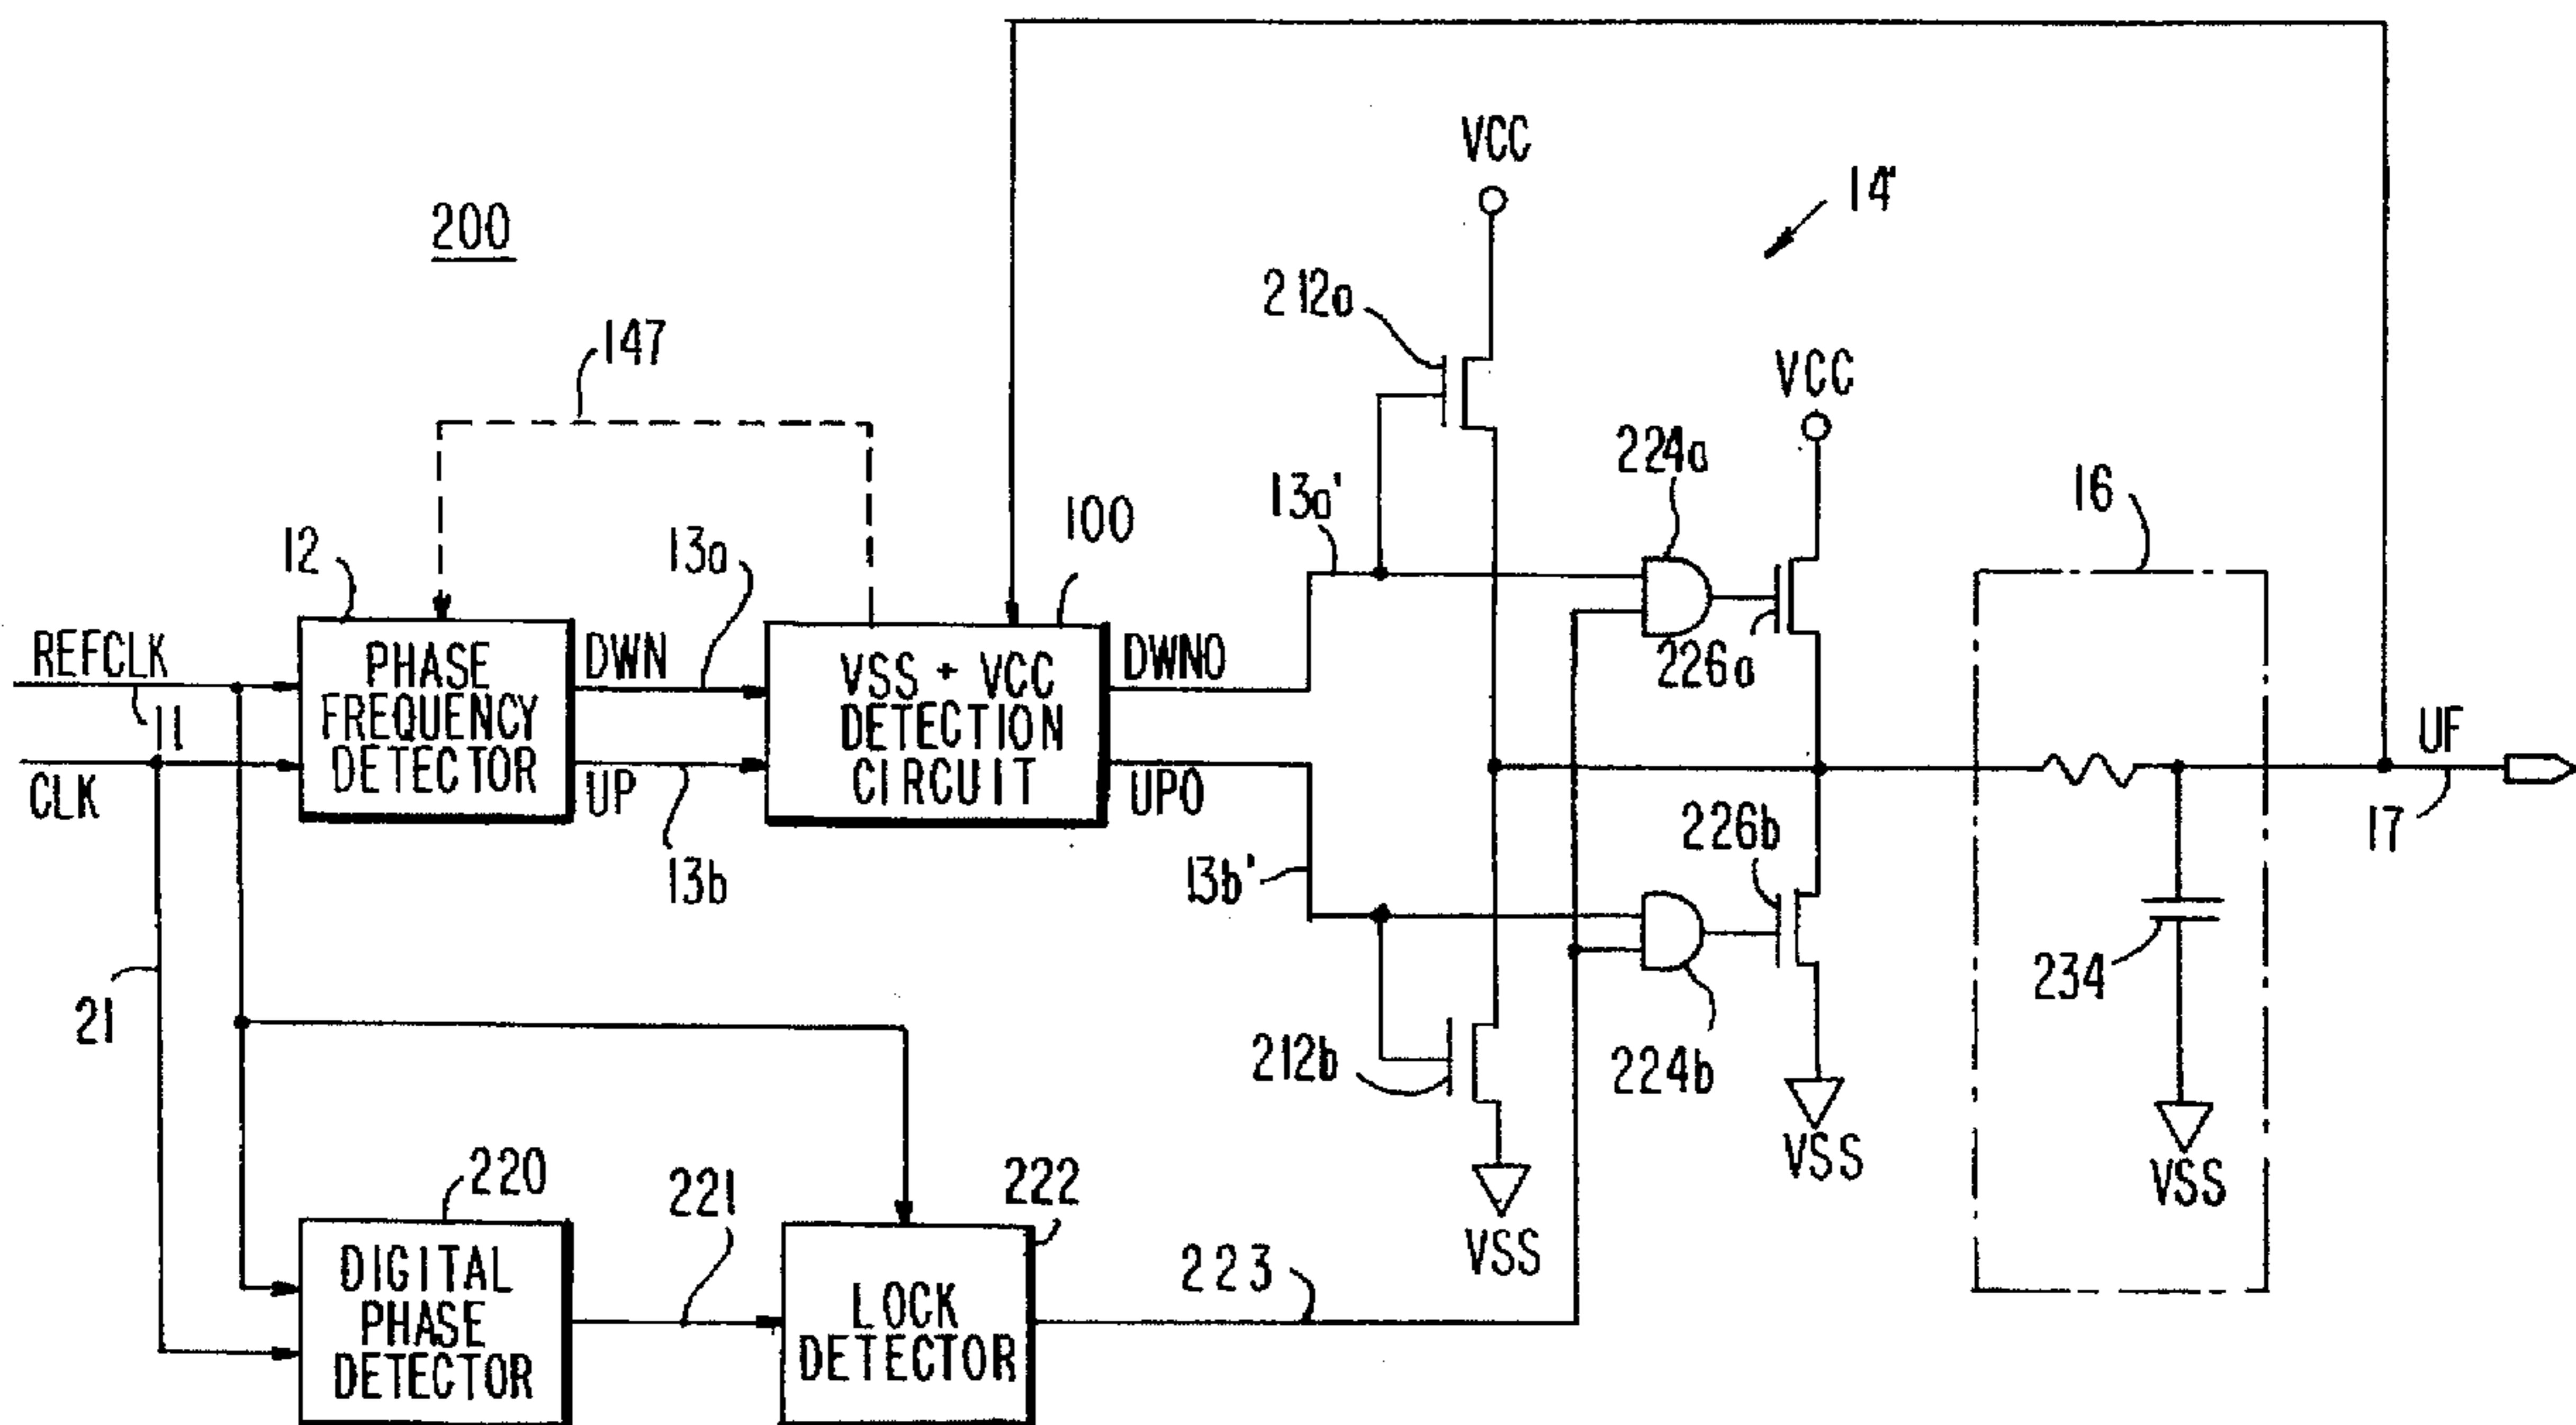 200
VCC
14'
212a
VCC
147
224a
13a'
16
12
13a
100
REFCLK
DWN
DWNO
226a
PHASE
FREQUENCY
DETECTOR
VSS + VCC
DETECTION
CIRCUIT
11
UF
CLK
UP
UPO
17
226b
13b
13b'
21
234
212b
224b
VSS
VSS
VSS
220
221
222
223
DIGITAL
PHASE
DETECTOR
LOCK
DETECTOR